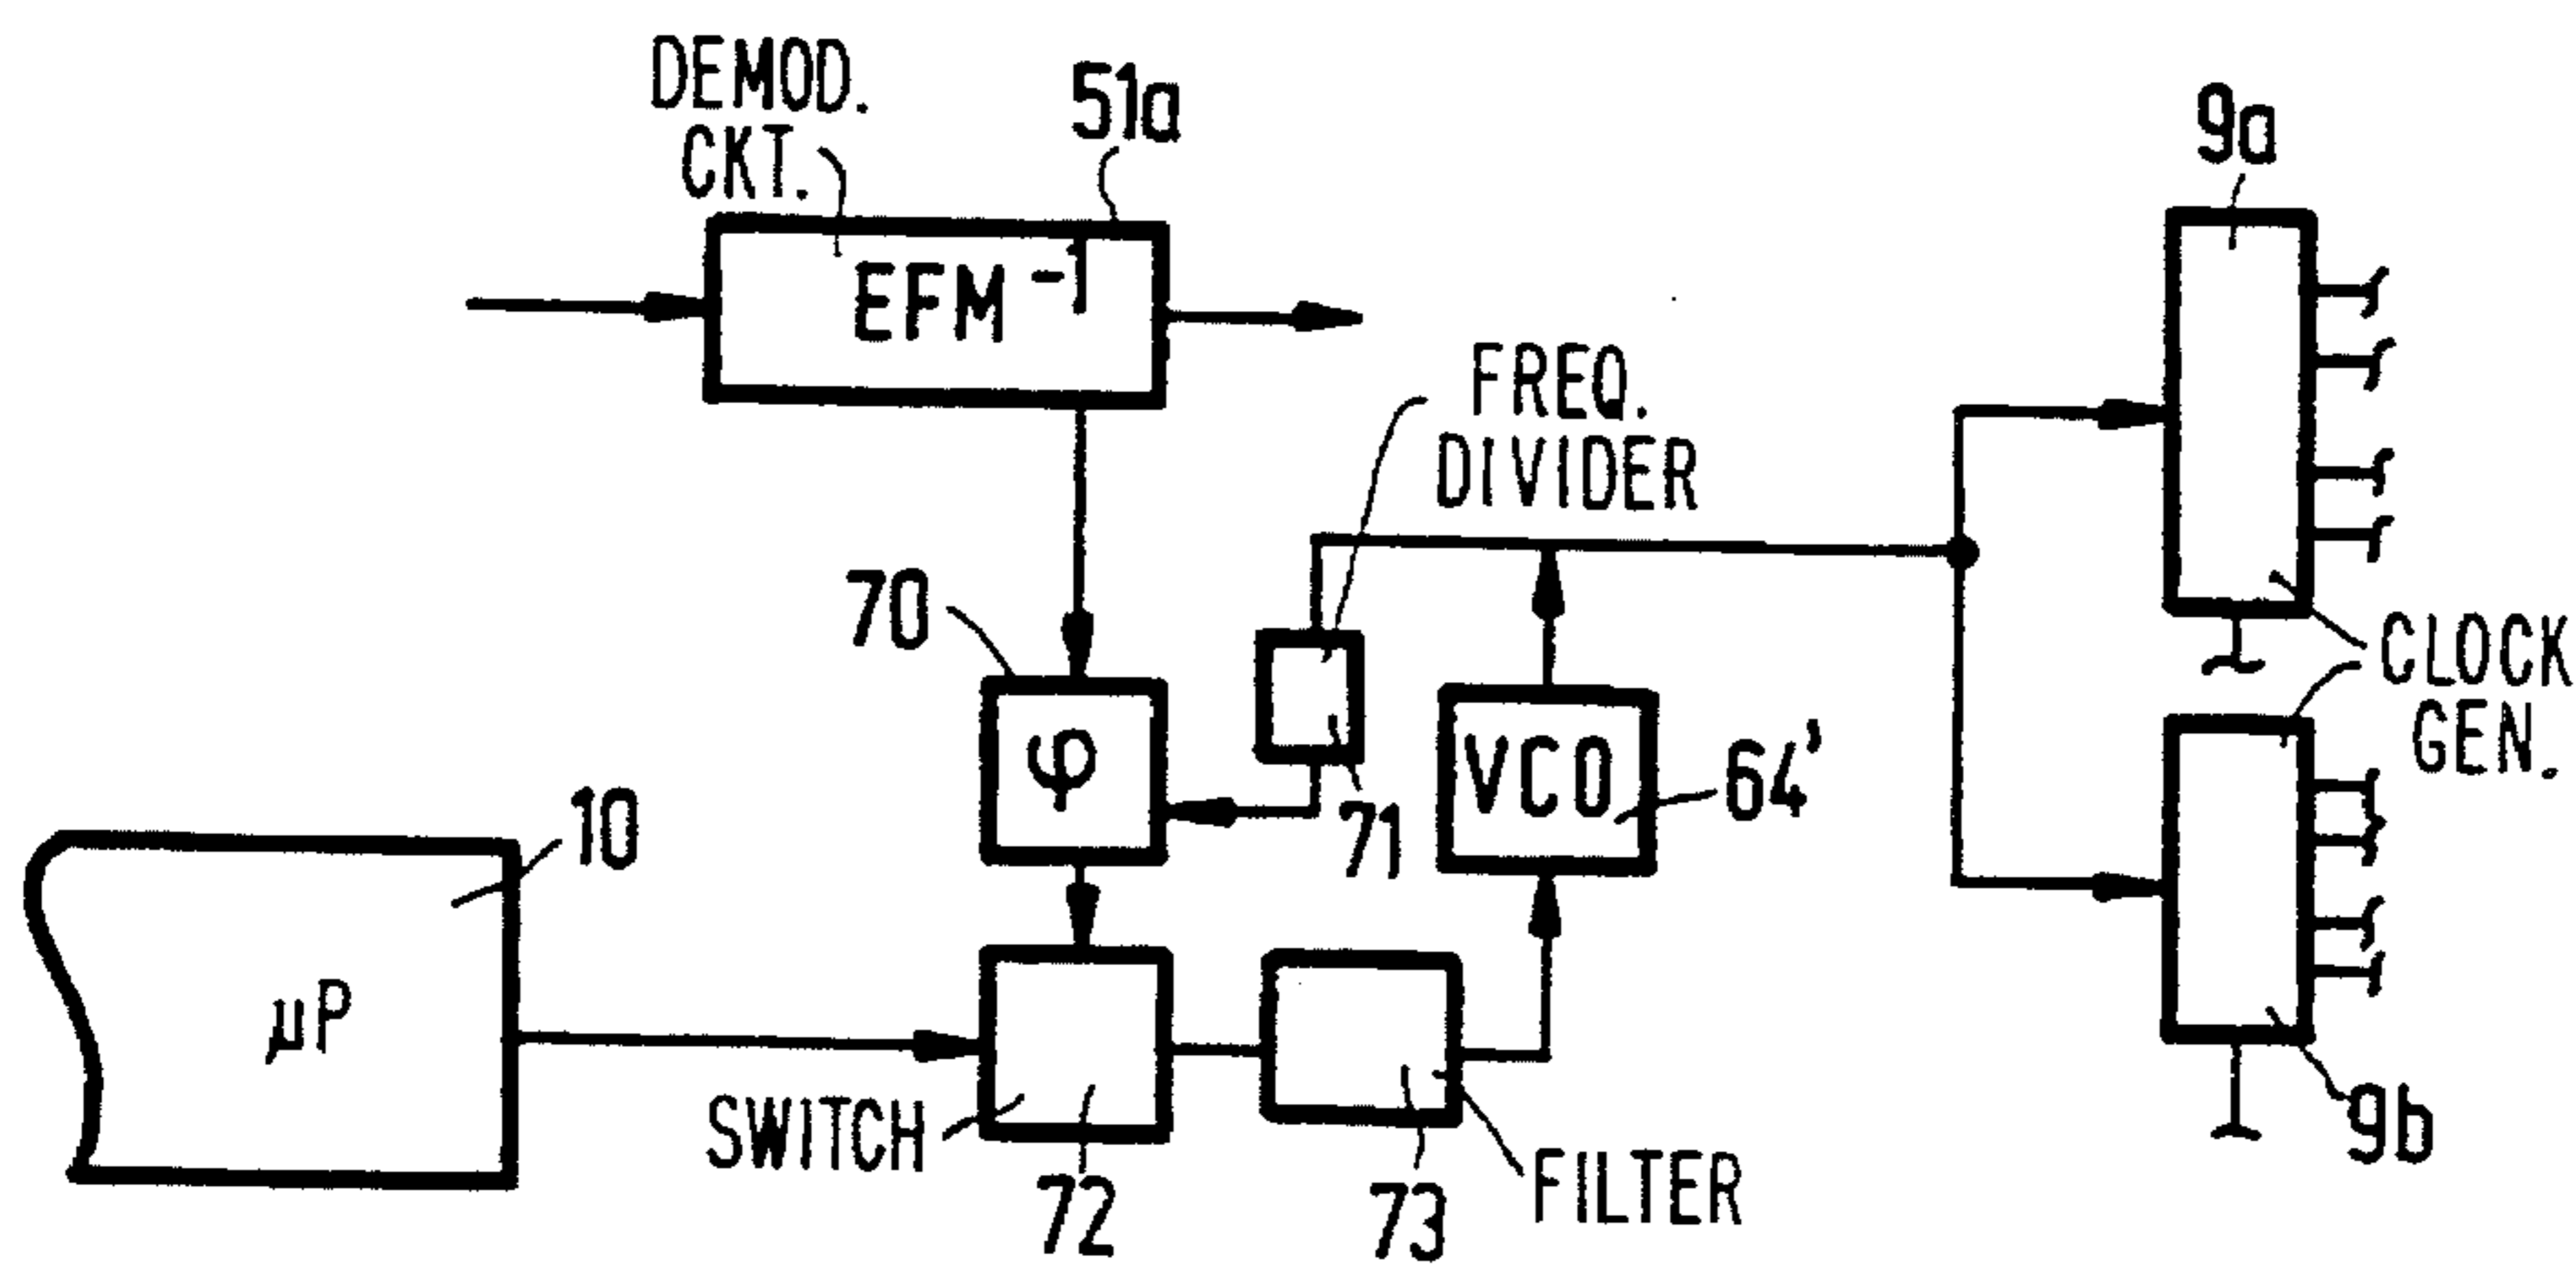 DEMOD.
CKT.
51a
9a
EFM⁻¹
FREQ.
DIVIDER
70
CLOCK
GEN.
φ
VCO
64'
71
10
μP
SWITCH
72
73
FILTER
9b